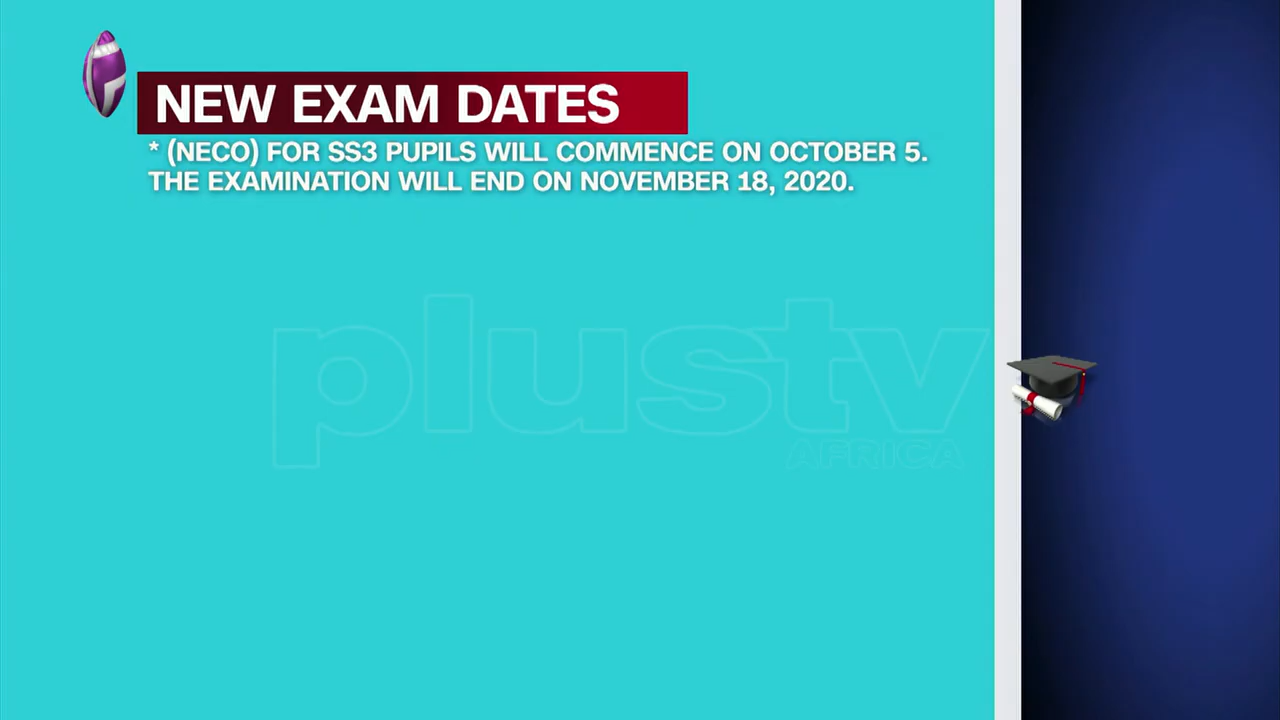 NEW EXAM DATES
* (NECO) FOR SS3 PUPILS WILL COMMENCE ON OCTOBER 5.
THE EXAMINATION WILL END ON NOVEMBER 18, 2020.
plustv
AFRICA